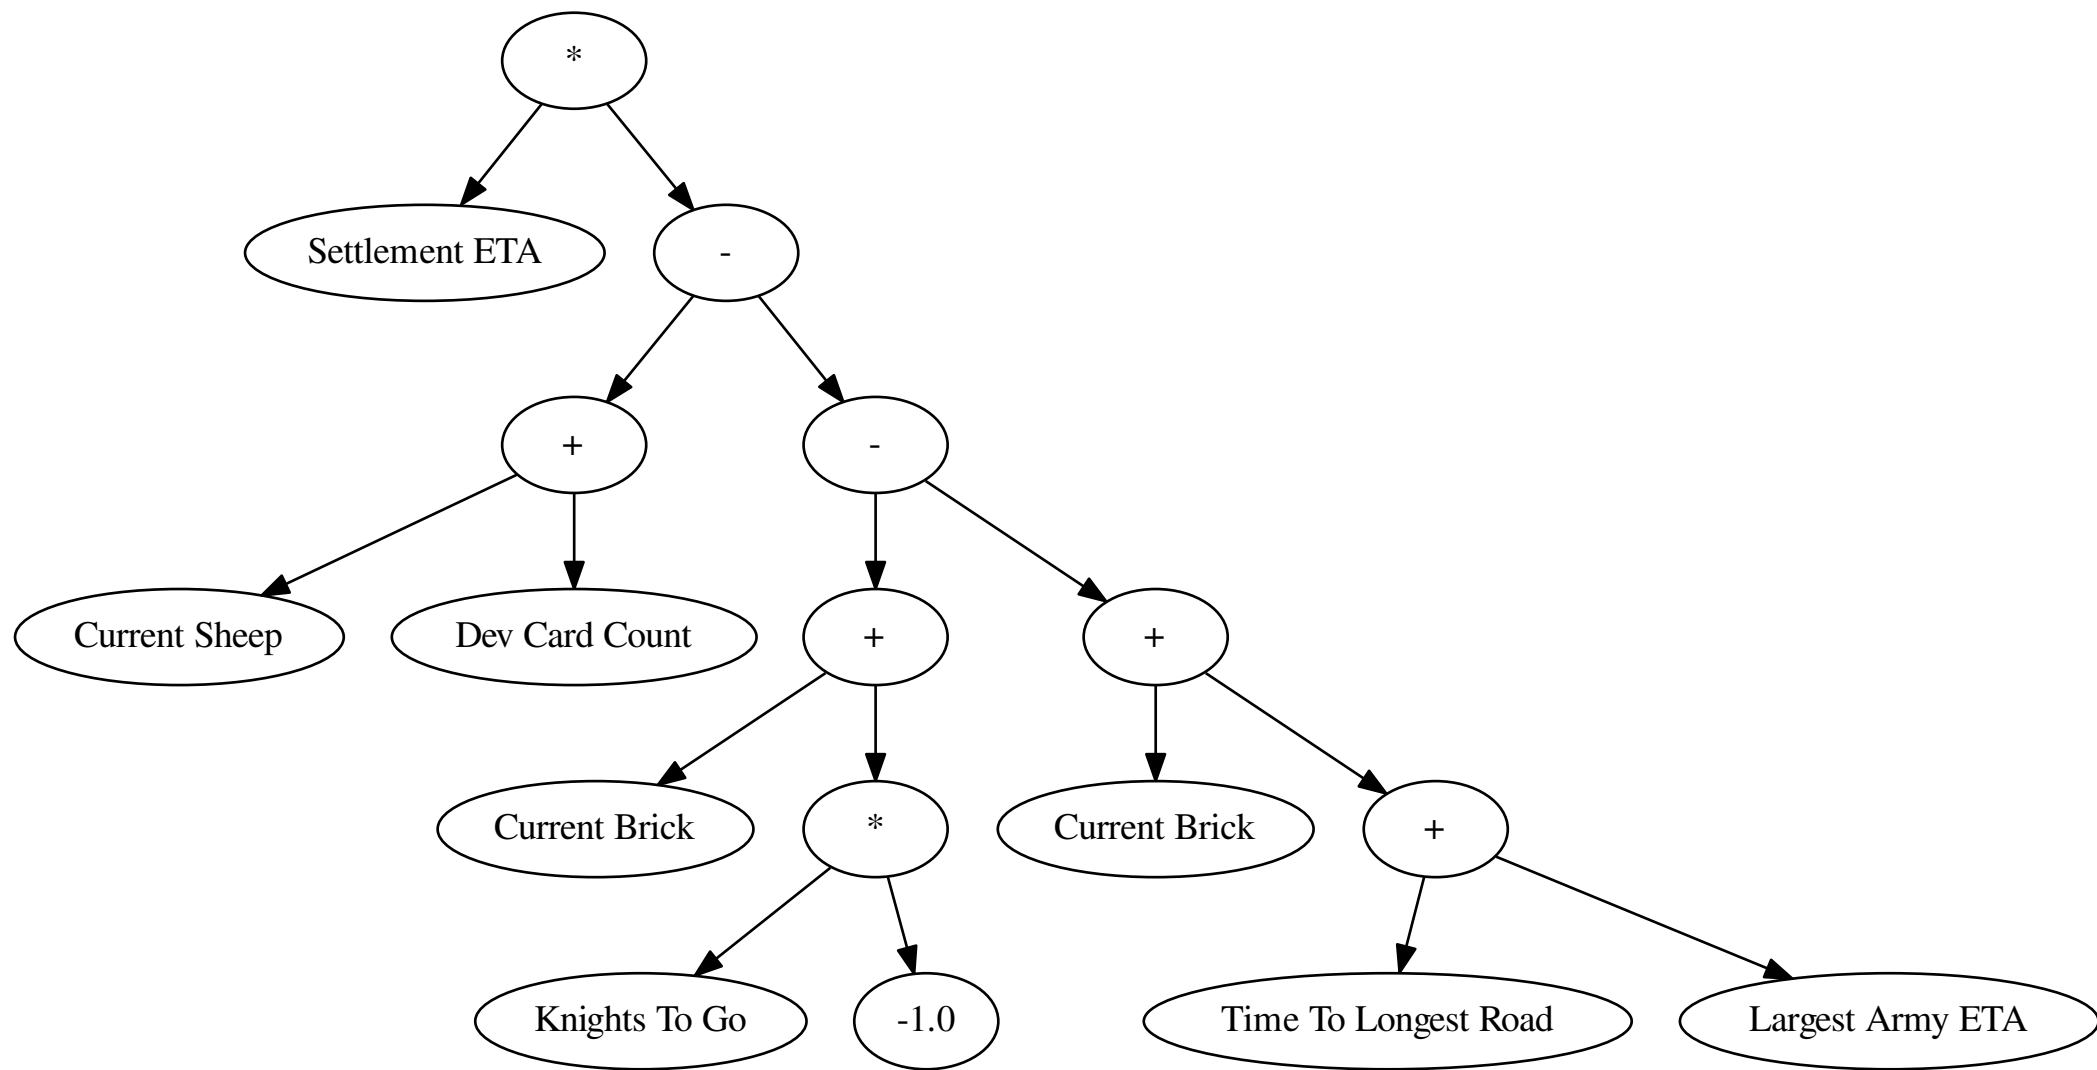 *
Settlement ETA
-
+
-
Current Sheep
Dev Card Count
+
+
Current Brick
*
Current Brick
+
Knights To Go
-1.0
Time To Longest Road
Largest Army ETA